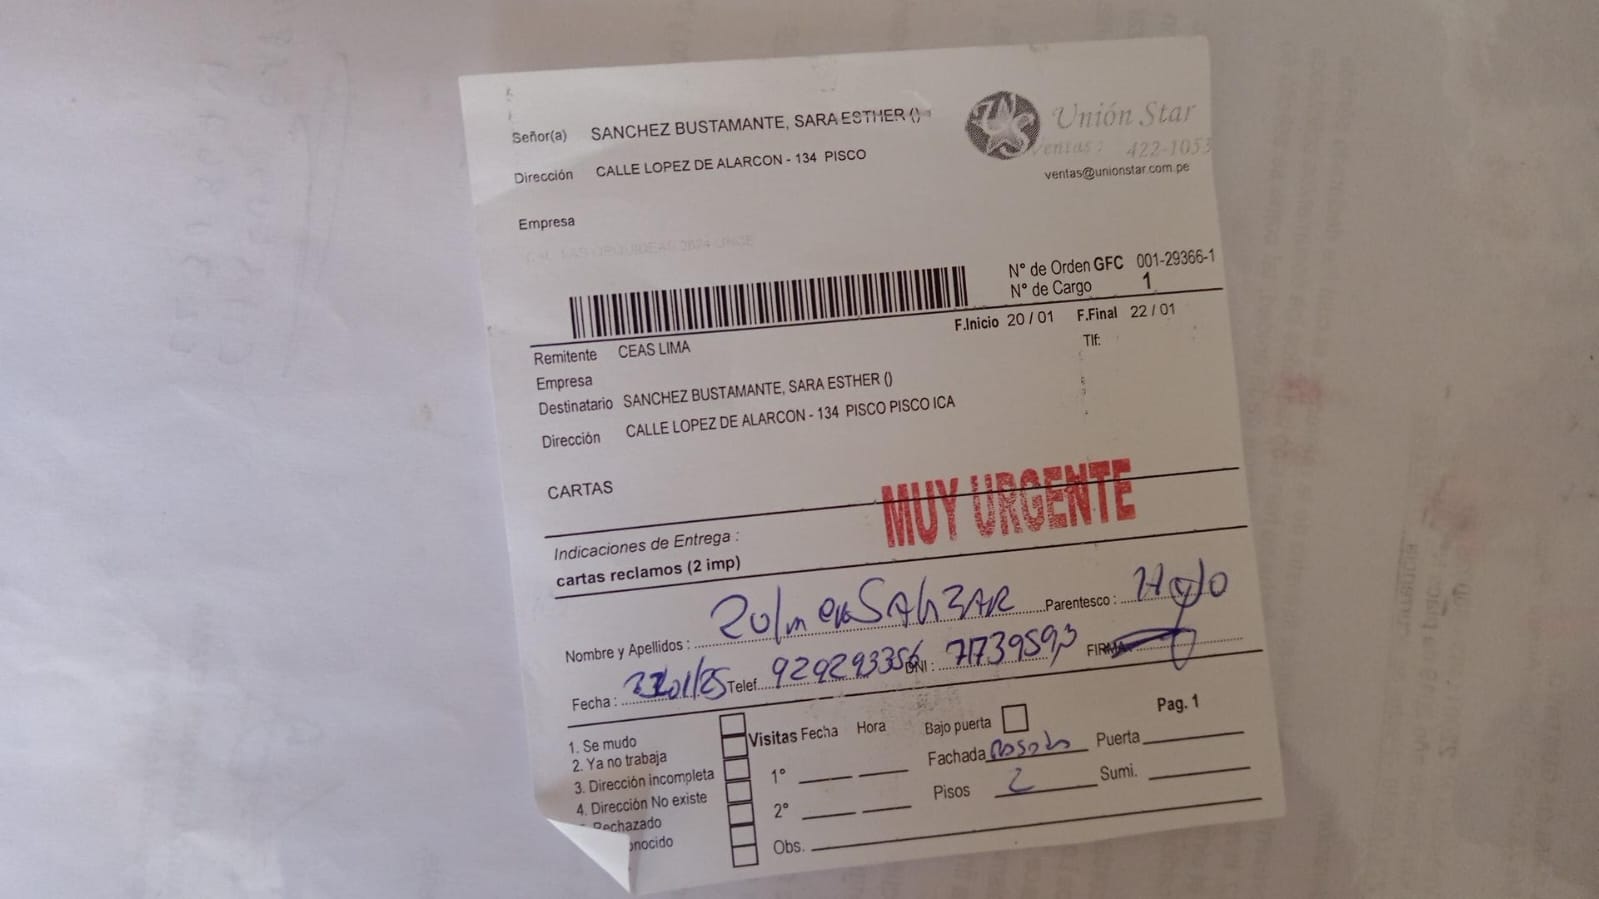 Señor(a) SANCHEZ BUSTAMANTE, SARA ESTHER ()
Unión Star
Ventas: 422-1053
ventas@unionstar.com.pe
Dirección CALLE LOPEZ DE ALARCON - 134 PISCO
Empresa
N° de Orden GFC 001-29366-1
N° de Cargo 1
F.Inicio 20 / 01 F.Final 22 / 01
Remitente CEAS LIMA
Tlf:
Empresa
Destinatario SANCHEZ BUSTAMANTE, SARA ESTHER ()
Dirección CALLE LOPEZ DE ALARCON - 134 PISCO PISCO ICA
CARTAS
MUY URGENTE
Indicaciones de Entrega :
cartas reclamos (2 imp)
Nombre y Apellidos : Parentesco :
Fecha : Telef. 929293356 DNI : FIRMA
Pag. 1
1. Se mudo
2. Ya no trabaja
3. Dirección incompleta
4. Dirección No existe
Rechazado
onocido
Visitas Fecha Hora
1°
2°
Obs.
Bajo puerta
Fachada Puerta
Pisos 2 Sumi.